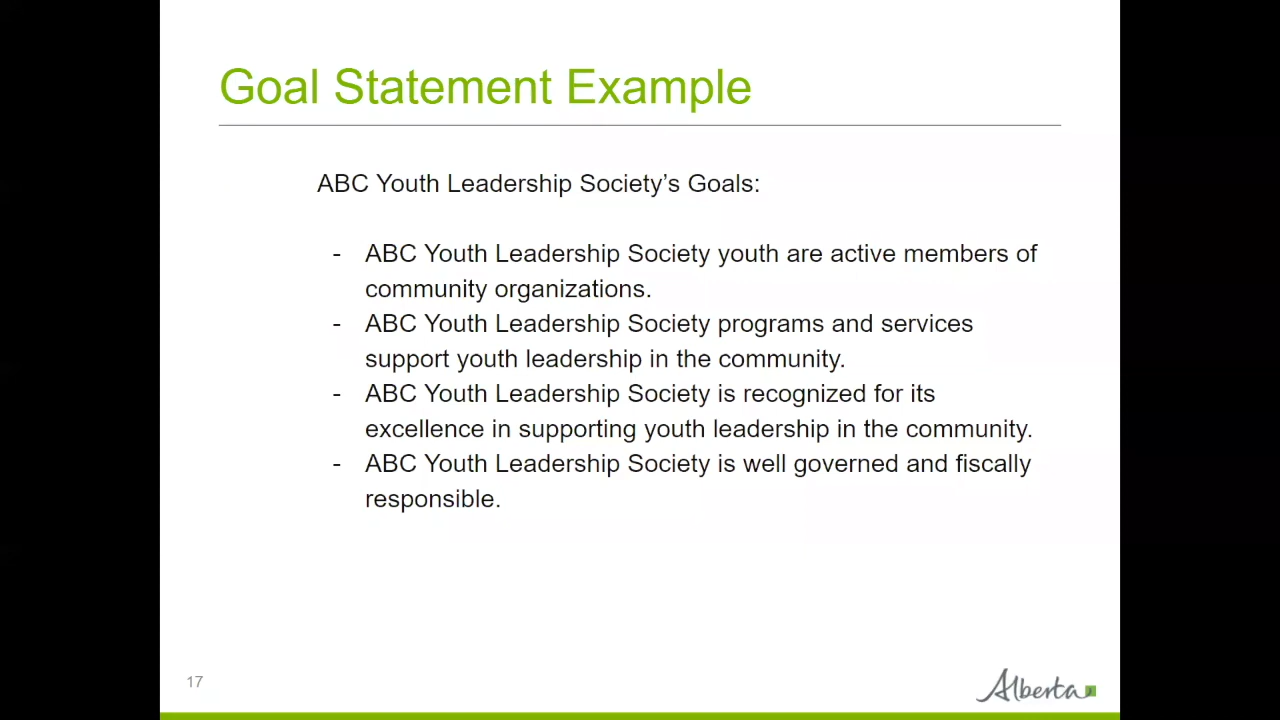 Goal Statement Example
ABC Youth Leadership Society’s Goals:
- ABC Youth Leadership Society youth are active members of
community organizations.
- ABC Youth Leadership Society programs and services
support youth leadership in the community.
- ABC Youth Leadership Society is recognized for its
excellence in supporting youth leadership in the community.
- ABC Youth Leadership Society is well governed and fiscally
responsible.
17
Alberta